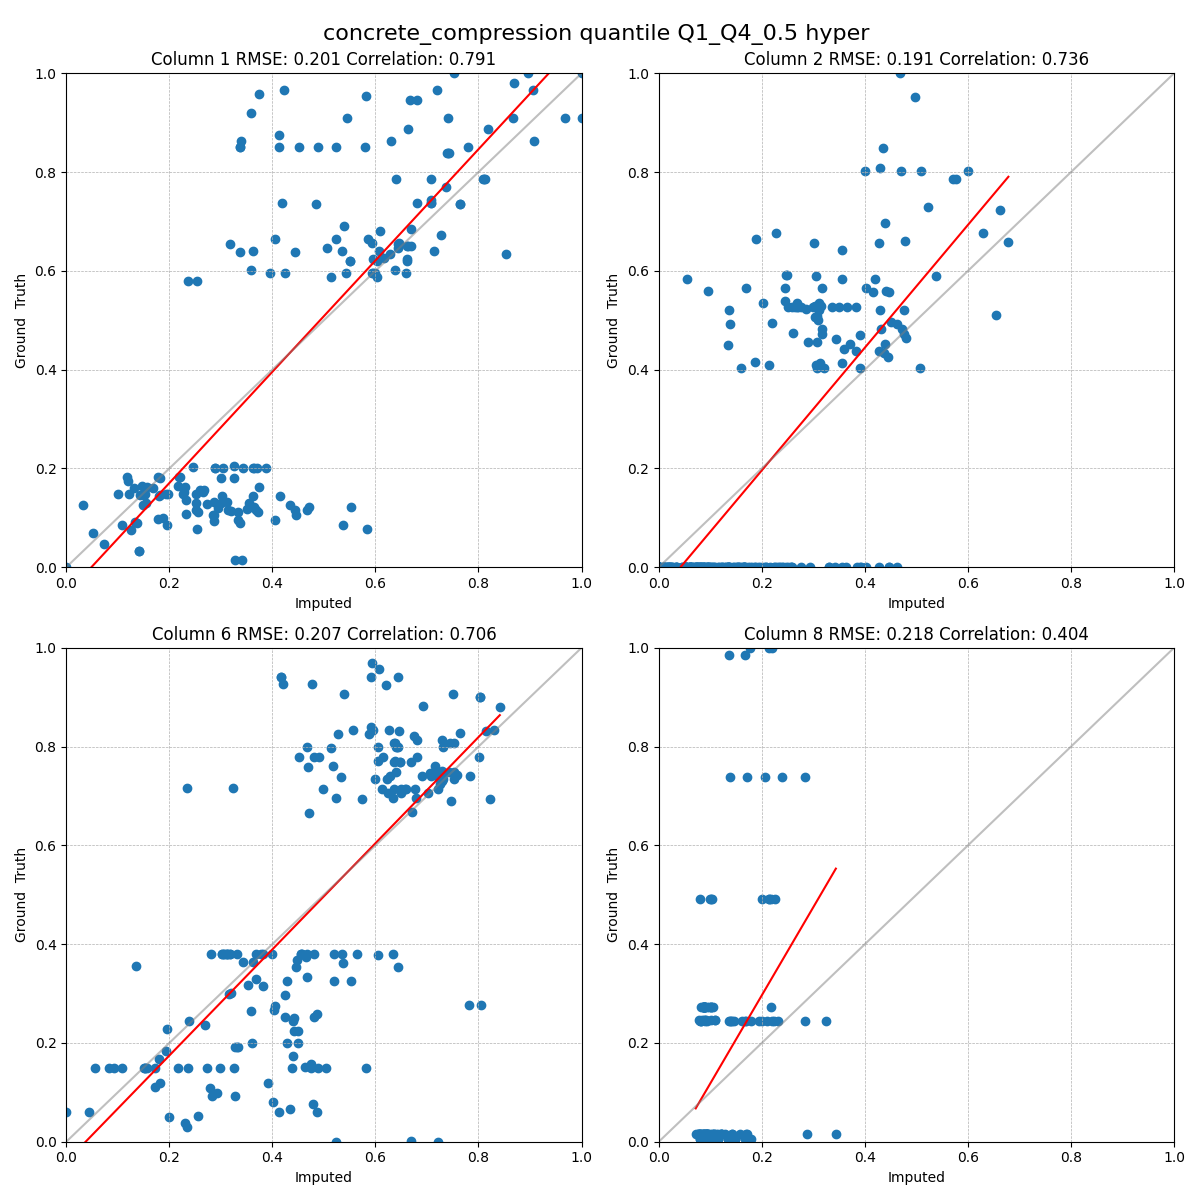 concrete_compression quantile Q1_Q4_0.5 hyper
Column 1 RMSE: 0.201 Correlation: 0.791
1.0
0.8
0.6
0.4
0.2
0.0
Ground Truth
0.0 0.2 0.4 0.6 0.8 1.0
Imputed
Column 2 RMSE: 0.191 Correlation: 0.736
1.0
0.8
0.6
0.4
0.2
0.0
Ground Truth
0.0 0.2 0.4 0.6 0.8 1.0
Imputed
Column 6 RMSE: 0.207 Correlation: 0.706
1.0
0.8
0.6
0.4
0.2
0.0
Ground Truth
0.0 0.2 0.4 0.6 0.8 1.0
Imputed
Column 8 RMSE: 0.218 Correlation: 0.404
1.0
0.8
0.6
0.4
0.2
0.0
Ground Truth
0.0 0.2 0.4 0.6 0.8 1.0
Imputed